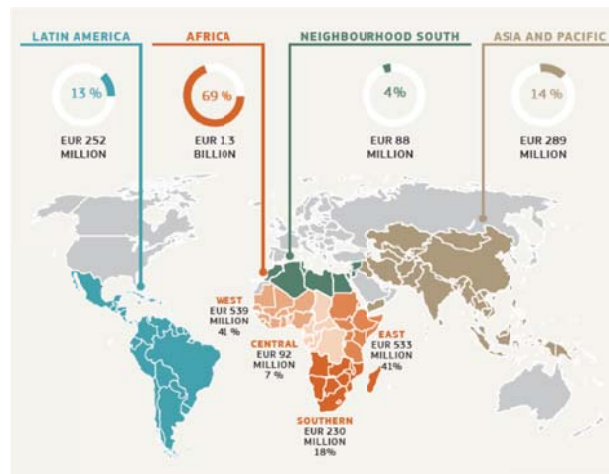 LATIN AMERICA
AFRICA
NEIGHBOURHOOD SOUTH
ASIA AND PACIFIC
13 %
69 %
4%
14 %
EUR 252
MILLION
EUR 1.3
BILLION
EUR 88
MILLION
EUR 289
MILLION
WEST
EUR 539
MILLION
41 %
CENTRAL
EUR 92
MILLION
7 %
EAST
EUR 533
MILLION
41%
SOUTHERN
EUR 230
MILLION
18%